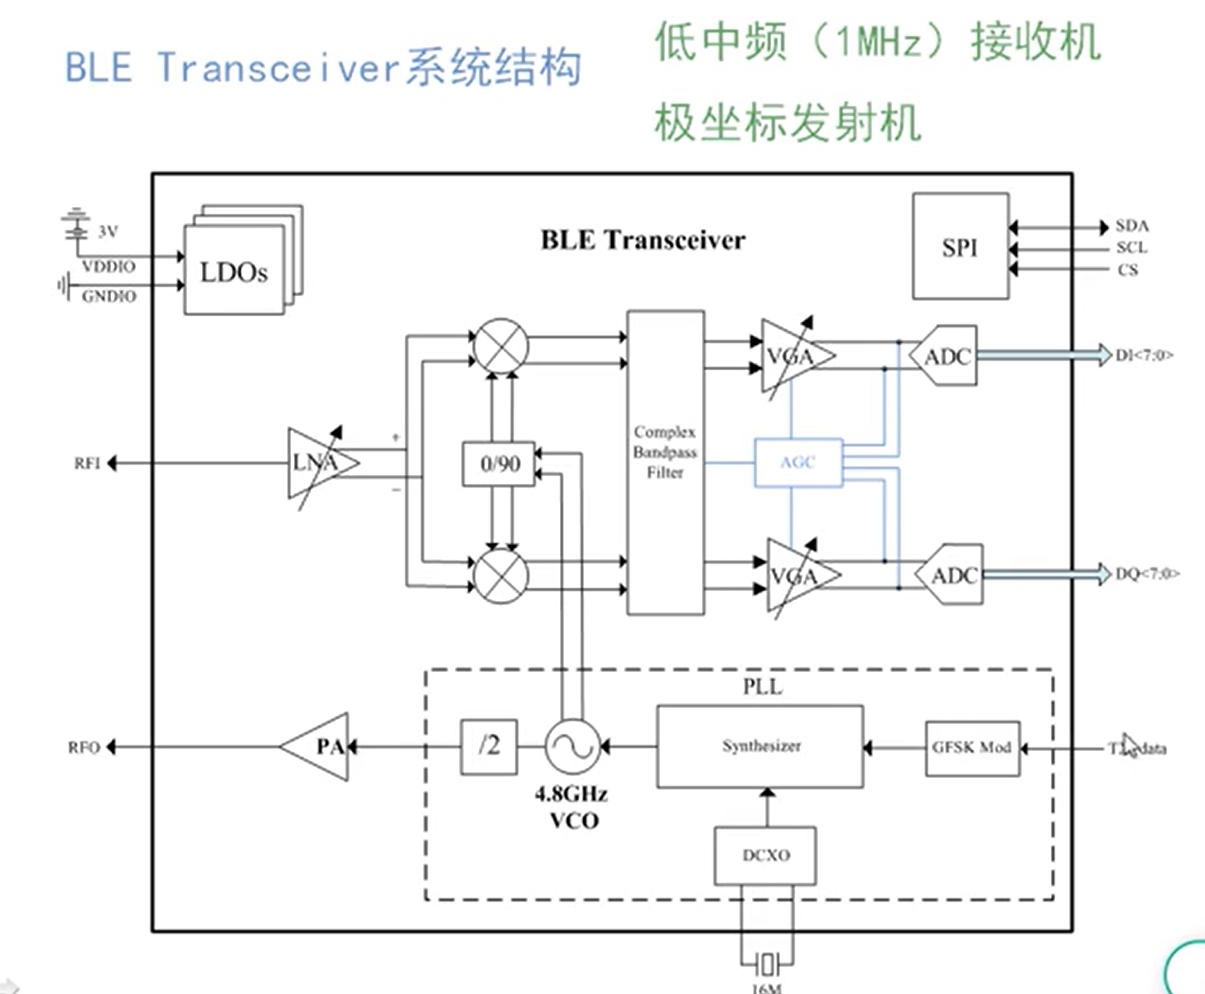 BLE Transceiver系统结构
低中频（1MHz）接收机
极坐标发射机
BLE Transceiver
3V
VDDIO
GNDIO
LDOs
SPI
SDA
SCL
CS
VGA
ADC
DI<7:0>
RFI
LNA
+
−
0/90
Complex
Bandpass
Filter
AGC
VGA
ADC
DQ<7:0>
PLL
RFO
PA
/2
4.8GHz
VCO
Synthesizer
GFSK Mod
data
DCXO
16M